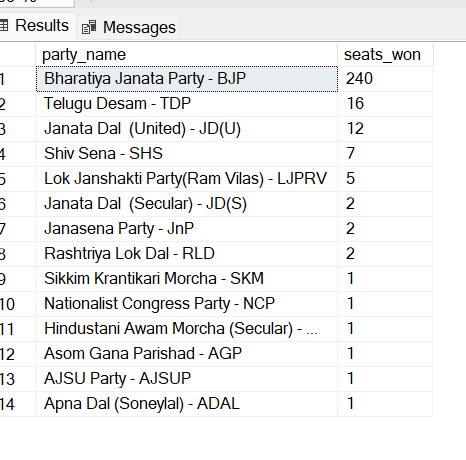 Results Messages
party_name seats_won
1 Bharatiya Janata Party - BJP 240
2 Telugu Desam - TDP 16
3 Janata Dal  (United) - JD(U) 12
4 Shiv Sena - SHS 7
5 Lok Janshakti Party(Ram Vilas) - LJPRV 5
6 Janata Dal  (Secular) - JD(S) 2
7 Janasena Party - JnP 2
8 Rashtriya Lok Dal - RLD 2
9 Sikkim Krantikari Morcha - SKM 1
10 Nationalist Congress Party - NCP 1
11 Hindustani Awam Morcha (Secular) - ... 1
12 Asom Gana Parishad - AGP 1
13 AJSU Party - AJSUP 1
14 Apna Dal (Soneylal) - ADAL 1